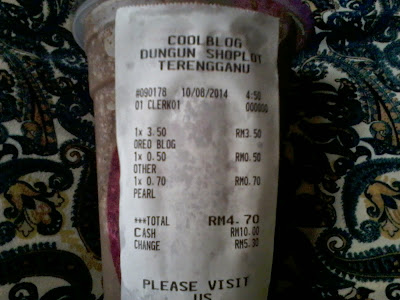 COOLBLOG
DUNGUN SHOPLOT
TERENGGANU
#090178 10/08/2014 4:50
01 CLERK01 000000
1x 3.50 RM3.50
OREO BLOG
1x 0.50 RM0.50
OTHER
1x 0.70 RM0.70
PEARL
***TOTAL RM4.70
CASH RM10.00
CHANGE RM5.30
PLEASE VISIT
US